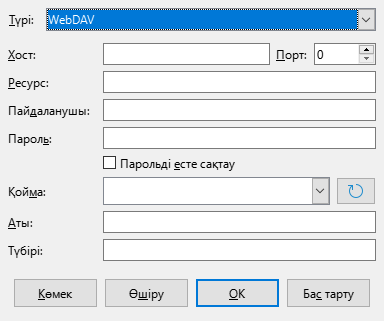 Түрі: WebDAV
Хост: Порт: 0
Ресурс:
Пайдаланушы:
Пароль:
Парольді есте сақтау
Қойма:
Аты:
Түбірі:
Көмек Өшіру OK Бас тарту